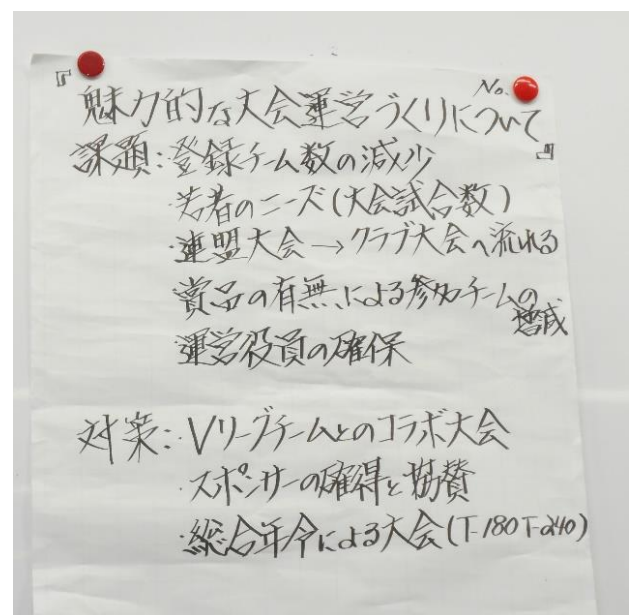 No.
『魅力的な大会運営づくりについて』
課題:登録チーム数の減少
・若者のニーズ(大会試合数)
・連盟大会→クラブ大会へ流れる
賞品の有無による参加チームの増減
運営役員の確保
対案:・Vリーグチームとのコラボ大会
・スポンサーの確得と協賛
・総合年令による大会(T-180 T-240)